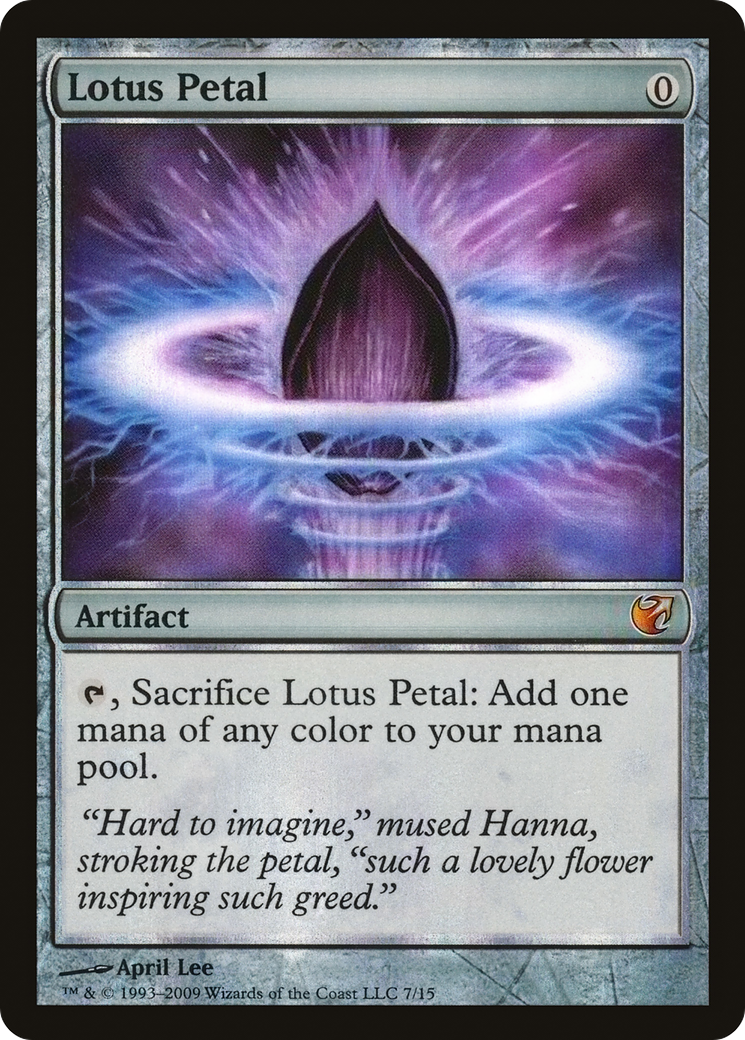 Lotus Petal 0
Artifact
, Sacrifice Lotus Petal: Add one
mana of any color to your mana
pool.
“Hard to imagine,” mused Hanna,
stroking the petal, “such a lovely flower
inspiring such greed.”
April Lee
™ & © 1993–2009 Wizards of the Coast LLC 7/15